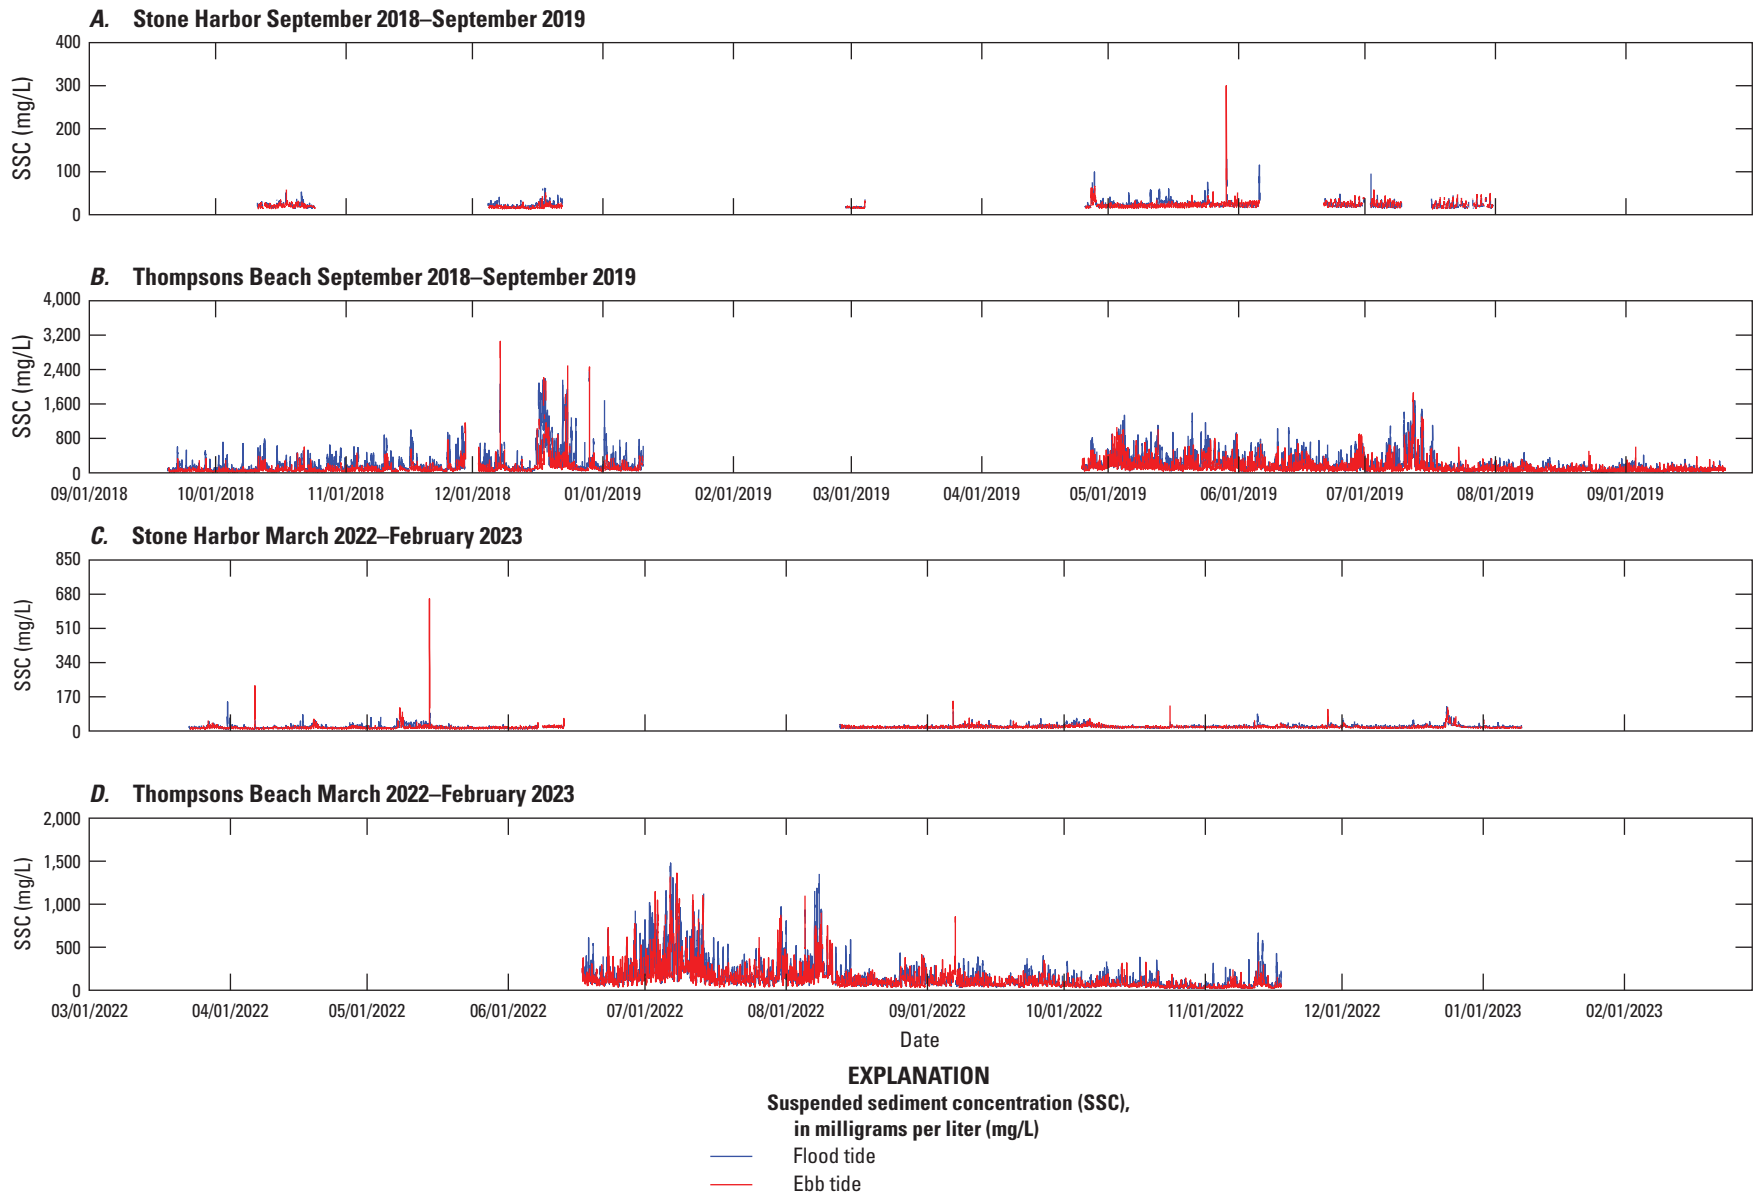 A. Stone Harbor September 2018–September 2019
400
300
200
100
0
SSC (mg/L)
B. Thompsons Beach September 2018–September 2019
4,000
3,200
2,400
1,600
800
0
SSC (mg/L)
09/01/2018 10/01/2018 11/01/2018 12/01/2018 01/01/2019 02/01/2019 03/01/2019 04/01/2019 05/01/2019 06/01/2019 07/01/2019 08/01/2019 09/01/2019
C. Stone Harbor March 2022–February 2023
850
680
510
340
170
0
SSC (mg/L)
D. Thompsons Beach March 2022–February 2023
2,000
1,500
1,000
500
0
SSC (mg/L)
03/01/2022 04/01/2022 05/01/2022 06/01/2022 07/01/2022 08/01/2022 09/01/2022 10/01/2022 11/01/2022 12/01/2022 01/01/2023 02/01/2023
Date
EXPLANATION
Suspended sediment concentration (SSC),
in milligrams per liter (mg/L)
Flood tide
Ebb tide